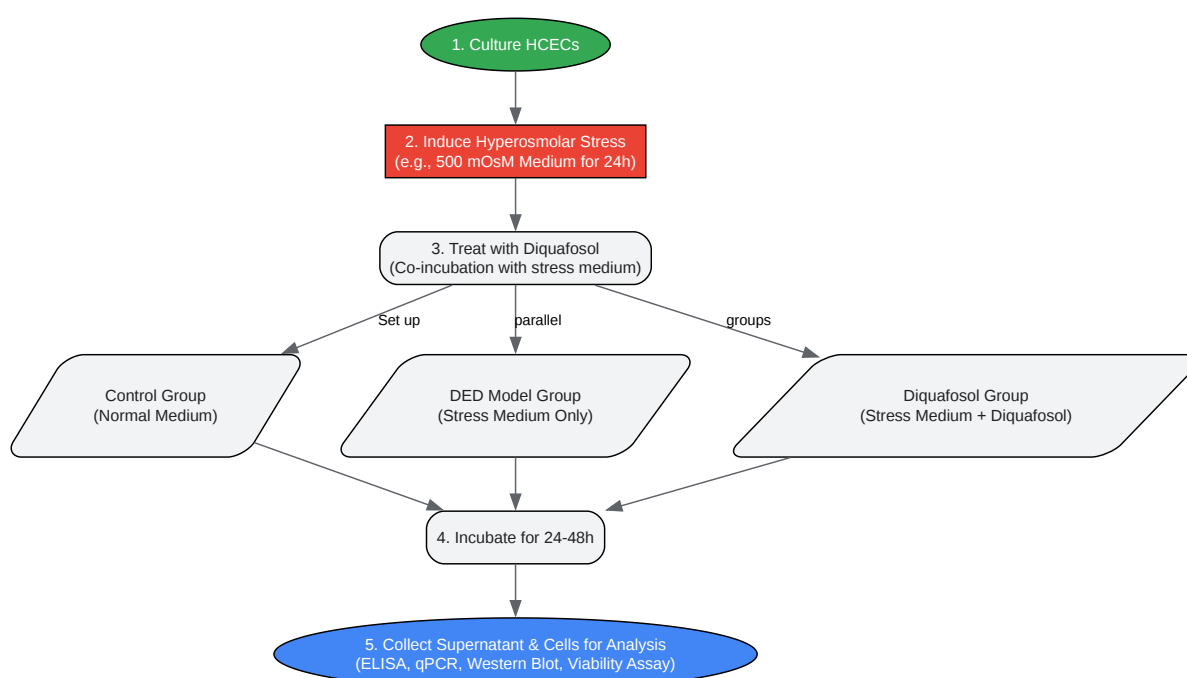 1. Culture HCECs
2. Induce Hyperosmolar Stress
(e.g., 500 mOsM Medium for 24h)
3. Treat with Diquafosol
(Co-incubation with stress medium)
Set up
parallel
groups
Control Group
(Normal Medium)
DED Model Group
(Stress Medium Only)
Diquafosol Group
(Stress Medium + Diquafosol)
4. Incubate for 24-48h
5. Collect Supernatant & Cells for Analysis
(ELISA, qPCR, Western Blot, Viability Assay)